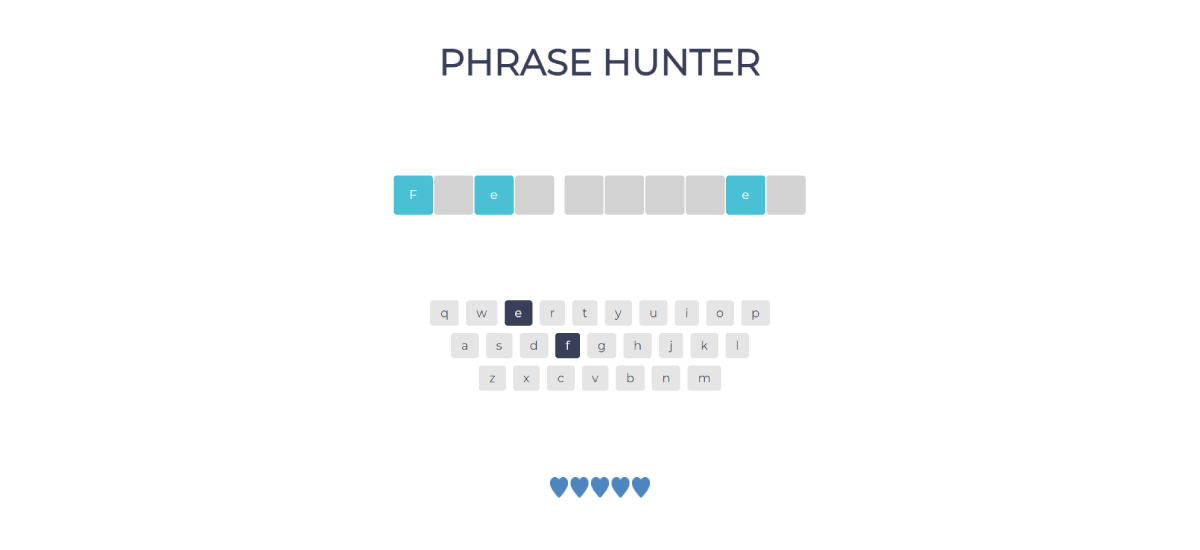 PHRASE HUNTER
F e e
q w e r t y u i o p
a s d f g h j k l
z x c v b n m